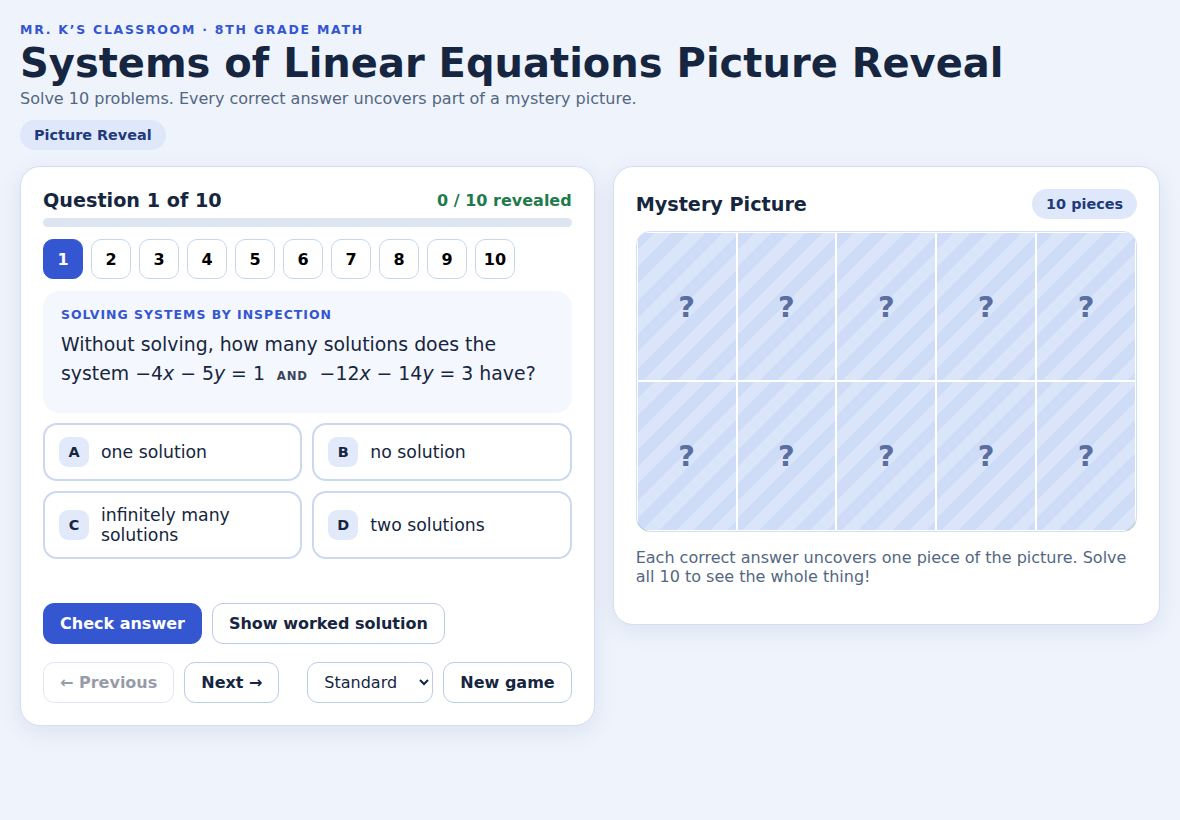 MR. K’S CLASSROOM · 8TH GRADE MATH
Systems of Linear Equations Picture Reveal
Solve 10 problems. Every correct answer uncovers part of a mystery picture.
Picture Reveal
Question 1 of 10
0 / 10 revealed
1 2 3 4 5 6 7 8 9 10
SOLVING SYSTEMS BY INSPECTION
Without solving, how many solutions does the
system −4x − 5y = 1 AND −12x − 14y = 3 have?
A one solution
B no solution
C infinitely many
solutions
D two solutions
Check answer
Show worked solution
← Previous
Next →
Standard
New game
Mystery Picture
10 pieces
? ? ? ? ?
? ? ? ? ?
Each correct answer uncovers one piece of the picture. Solve
all 10 to see the whole thing!